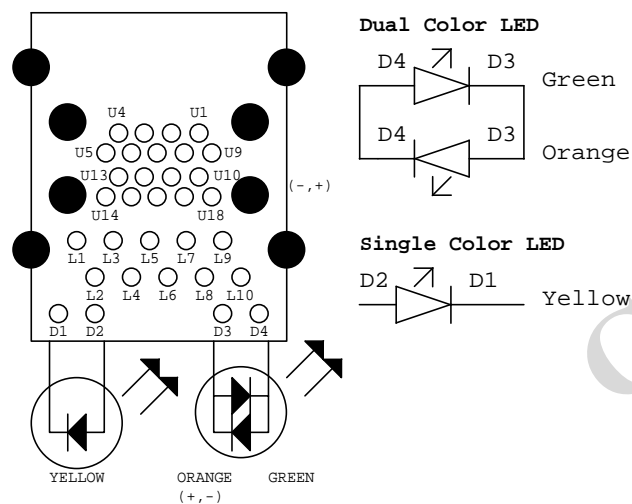 Dual Color LED
D4 D3 Green
D4 D3 Orange
Single Color LED
D2 D1 Yellow
U4 U1
U5 U9
U13 U10
(-,+)
U14 U18
L1 L3 L5 L7 L9
L2 L4 L6 L8 L10
D1 D2 D3 D4
YELLOW ORANGE GREEN
(+,-)